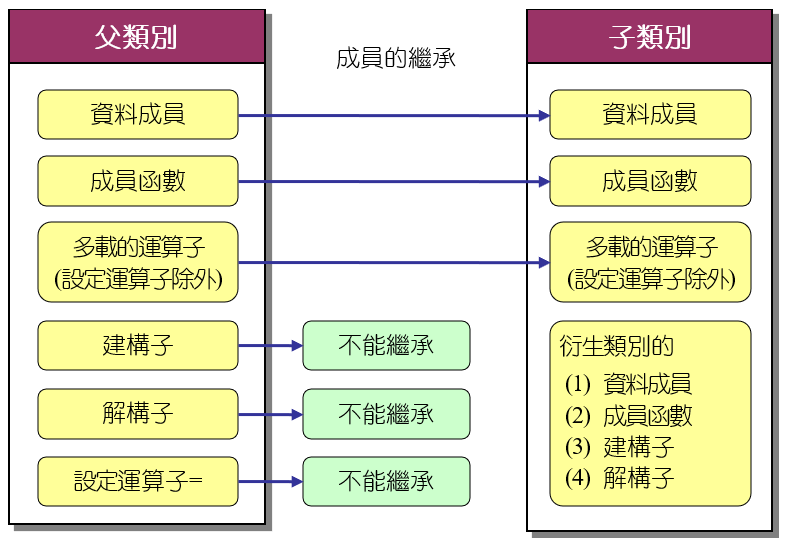 父類別
成員的繼承
子類別
資料成員
資料成員
成員函數
成員函數
多載的運算子
(設定運算子除外)
多載的運算子
(設定運算子除外)
建構子
不能繼承
解構子
不能繼承
設定運算子=
不能繼承
衍生類別的
(1) 資料成員
(2) 成員函數
(3) 建構子
(4) 解構子